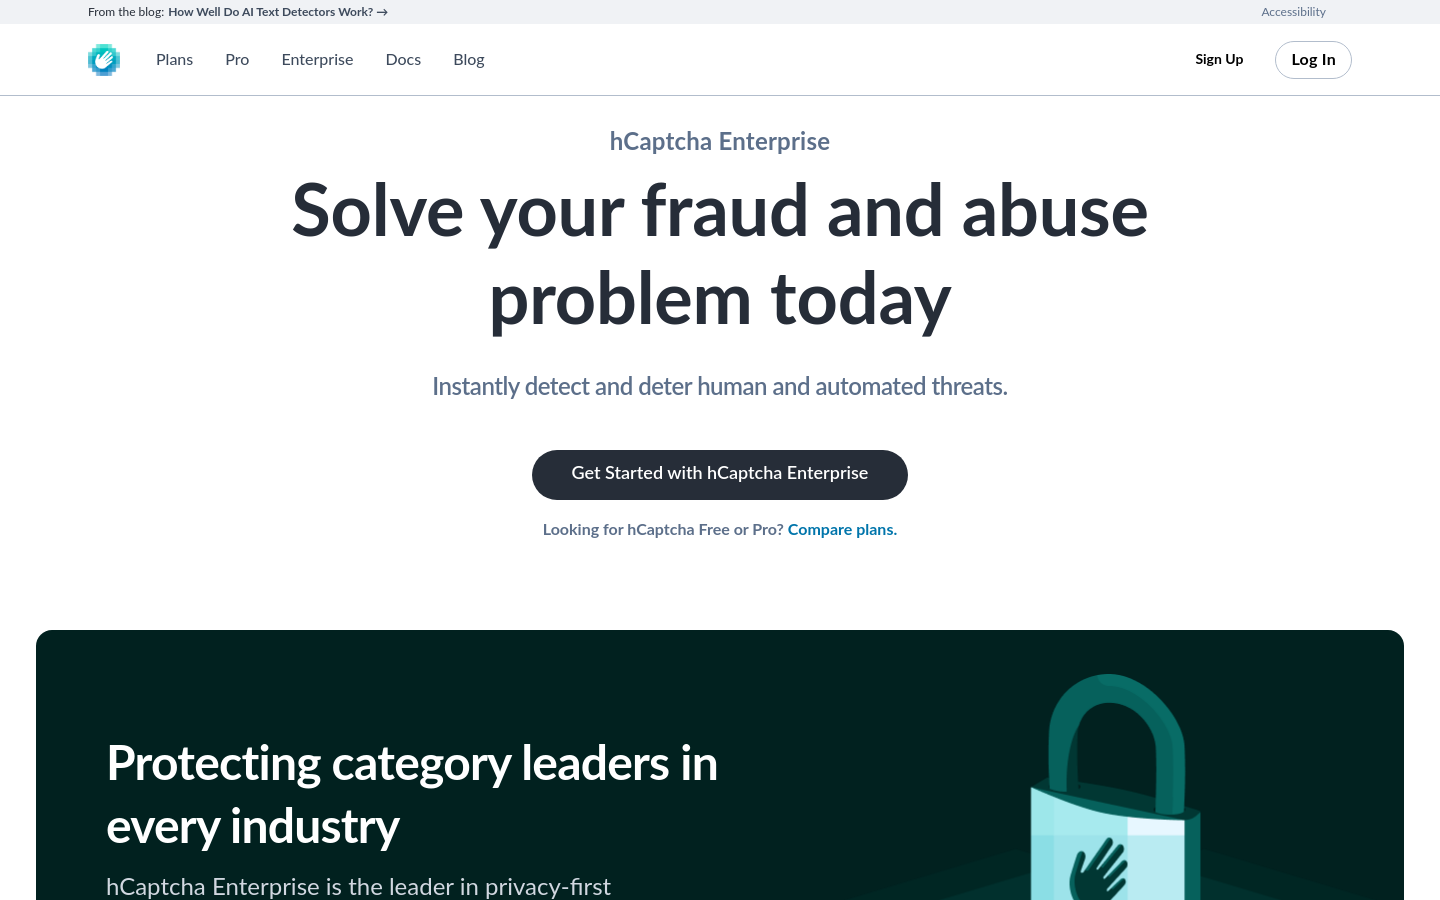 From the blog: How Well Do AI Text Detectors Work? →
Accessibility
Plans
Pro
Enterprise
Docs
Blog
Sign Up
Log In
hCaptcha Enterprise
Solve your fraud and abuse
problem today
Instantly detect and deter human and automated threats.
Get Started with hCaptcha Enterprise
Looking for hCaptcha Free or Pro? Compare plans.
Protecting category leaders in
every industry
hCaptcha Enterprise is the leader in privacy-first